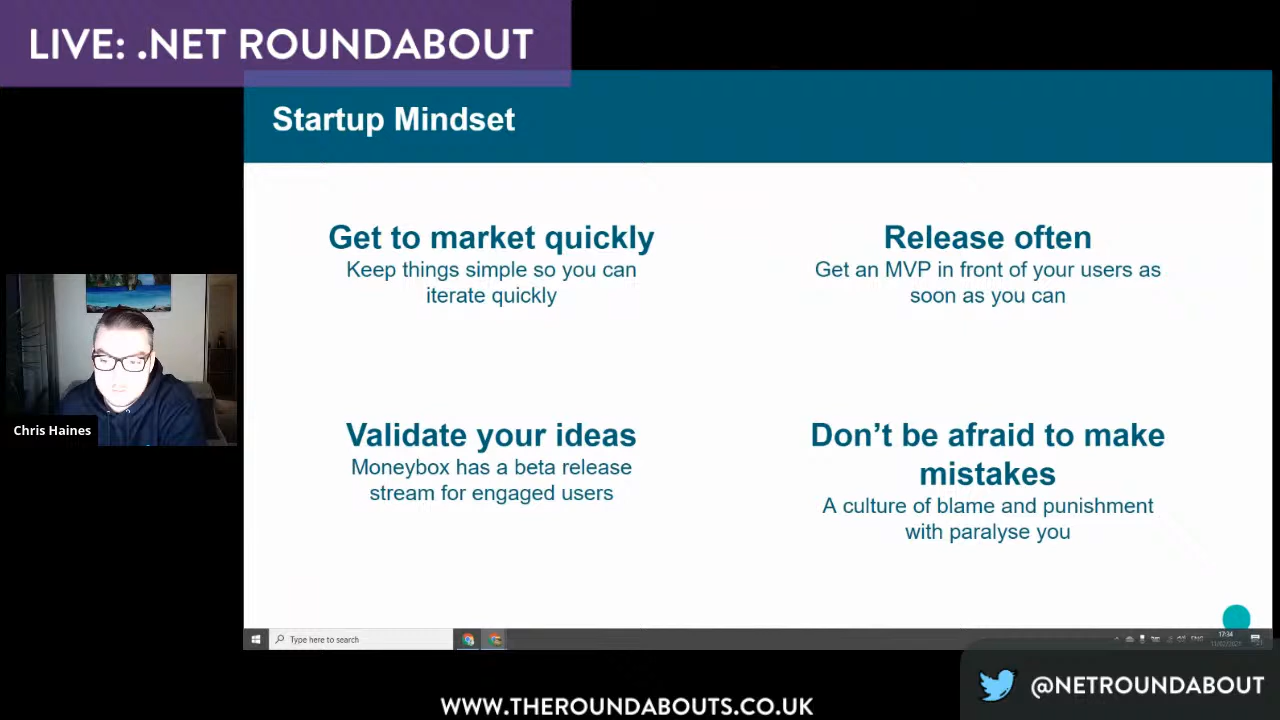 LIVE: .NET ROUNDABOUT
Startup Mindset
Get to market quickly
Keep things simple so you can
iterate quickly
Release often
Get an MVP in front of your users as
soon as you can
Validate your ideas
Moneybox has a beta release
stream for engaged users
Don't be afraid to make
mistakes
A culture of blame and punishment
with paralyse you
Chris Haines
Type here to search
ENG
17:34
WWW.THEROUNDABOUTS.CO.UK
@NETROUNDABOUT